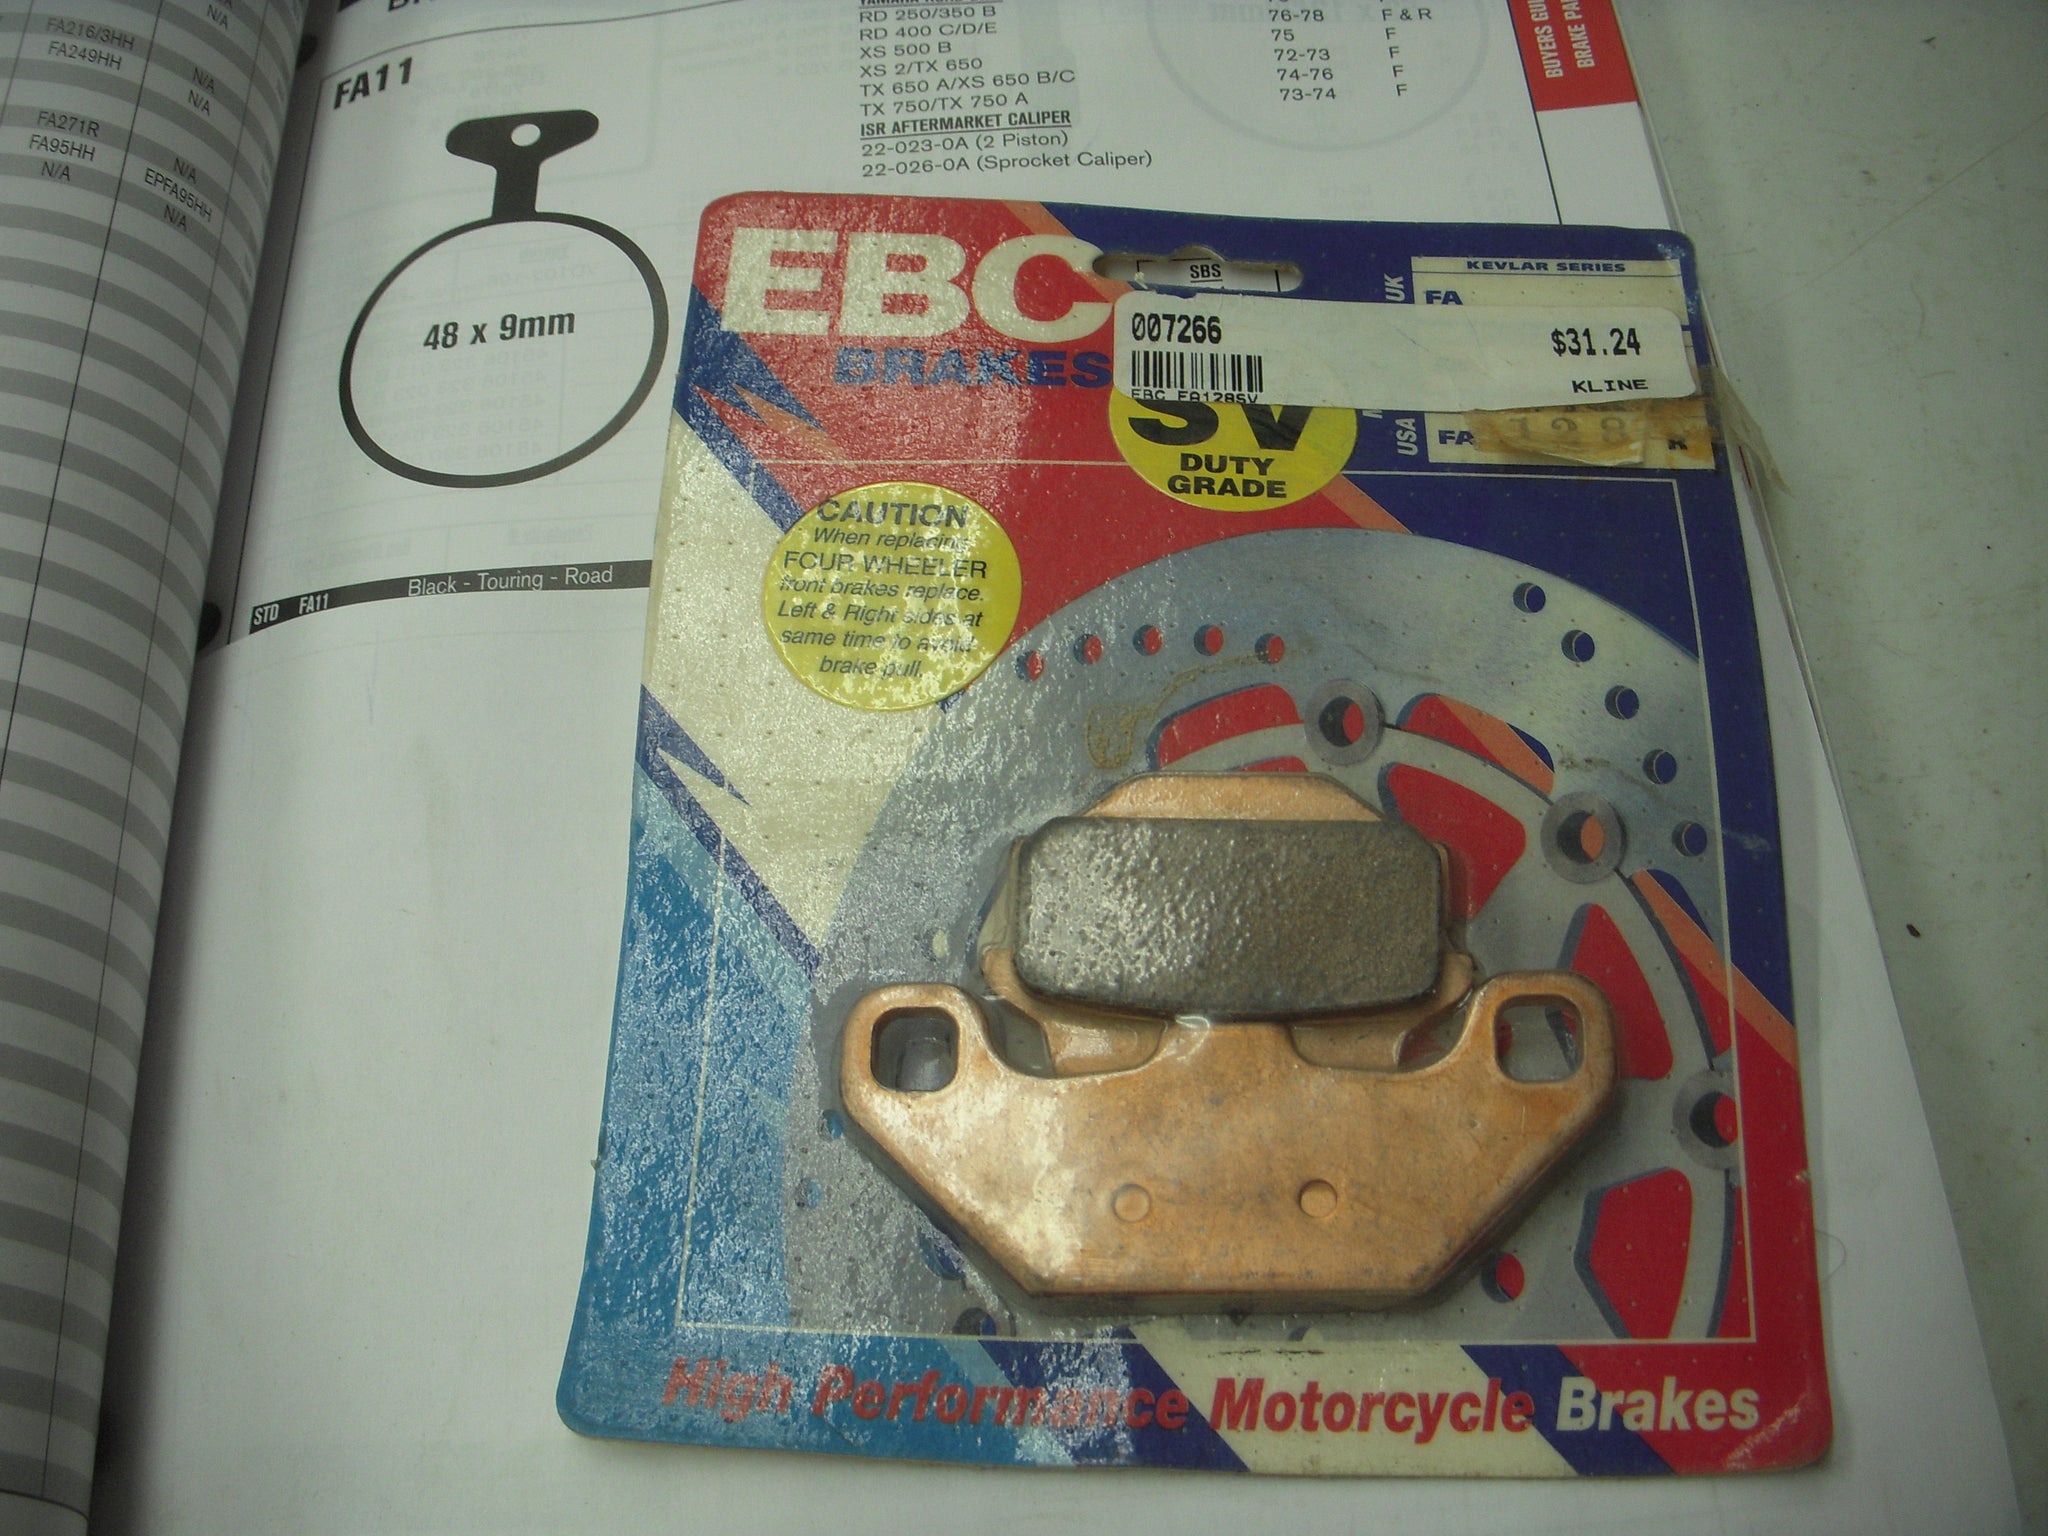 FA216/3HH
FA249HH
N/A
N/A
N/A
FA271R
FA95HH
N/A
N/A
EPFA95HH
N/A
FA11
48 x 9mm
STD FA11 Black - Touring - Road
RD 250/350 B
RD 400 C/D/E 76-78 F & R
XS 500 B 75 F
XS 2/TX 650 72-73 F
TX 650 A/XS 650 B/C 74-76 F
TX 750/TX 750 A 73-74 F
ISR AFTERMARKET CALIPER
22-023-0A (2 Piston)
22-026-0A (Sprocket Caliper)
BUYERS
BRAKE
EBC
BRAKES
SBS
UK
KEVLAR SERIES
FA
007266 $31.24
KLINE
EBC FA128SV
USA
FA 128
SV
DUTY
GRADE
CAUTION
When replacing
FOUR WHEELER
front brakes replace.
Left & Right sides at
same time to avoid
brake pull.
High Performance Motorcycle Brakes